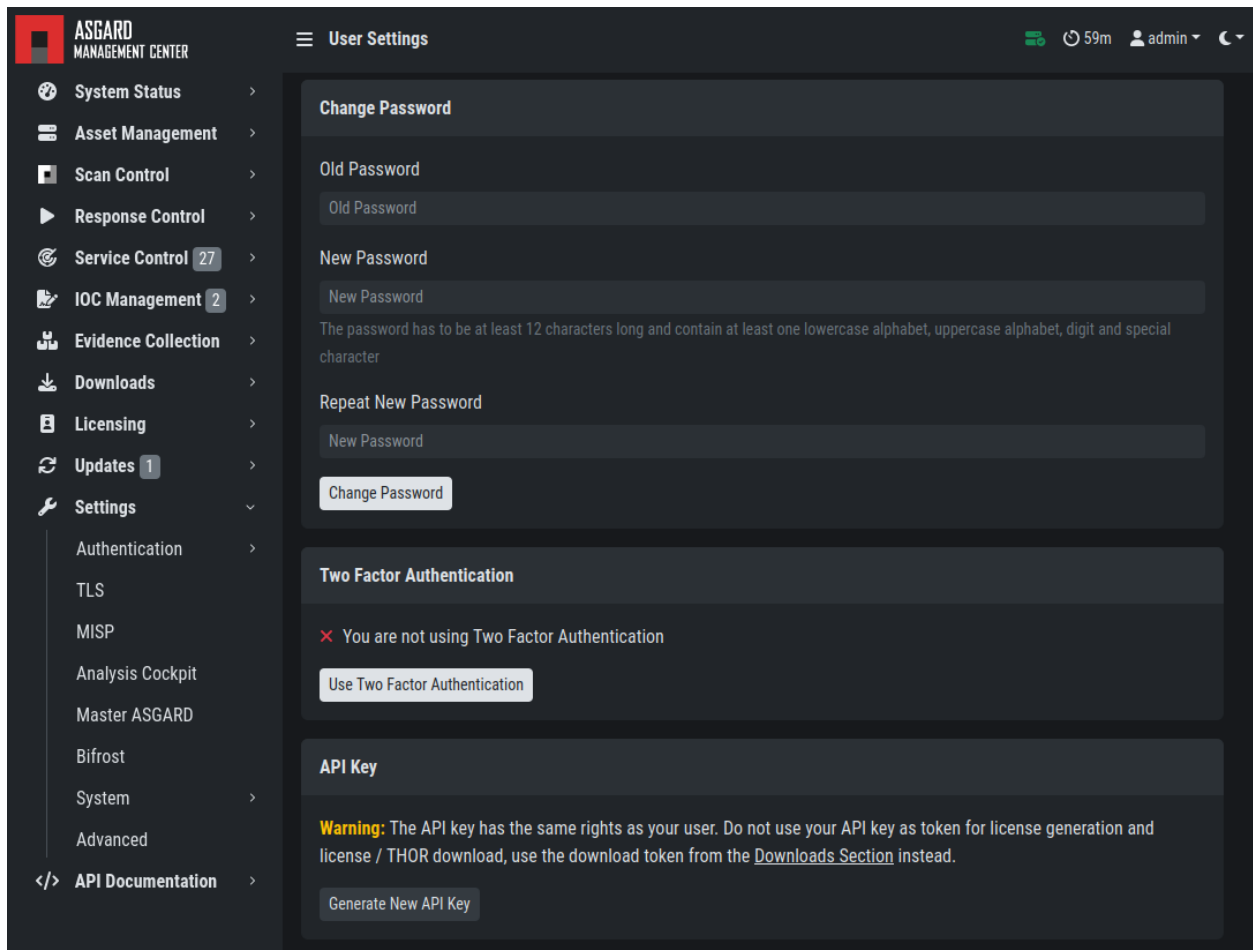 ASGARD
MANAGEMENT CENTER
User Settings
59m
admin
System Status
Asset Management
Scan Control
Response Control
Service Control 27
IOC Management 2
Evidence Collection
Downloads
Licensing
Updates 1
Settings
Authentication
TLS
MISP
Analysis Cockpit
Master ASGARD
Bifrost
System
Advanced
</> API Documentation
Change Password
Old Password
Old Password
New Password
New Password
The password has to be at least 12 characters long and contain at least one lowercase alphabet, uppercase alphabet, digit and special
character
Repeat New Password
New Password
Change Password
Two Factor Authentication
You are not using Two Factor Authentication
Use Two Factor Authentication
API Key
Warning: The API key has the same rights as your user. Do not use your API key as token for license generation and
license / THOR download, use the download token from the Downloads Section instead.
Generate New API Key